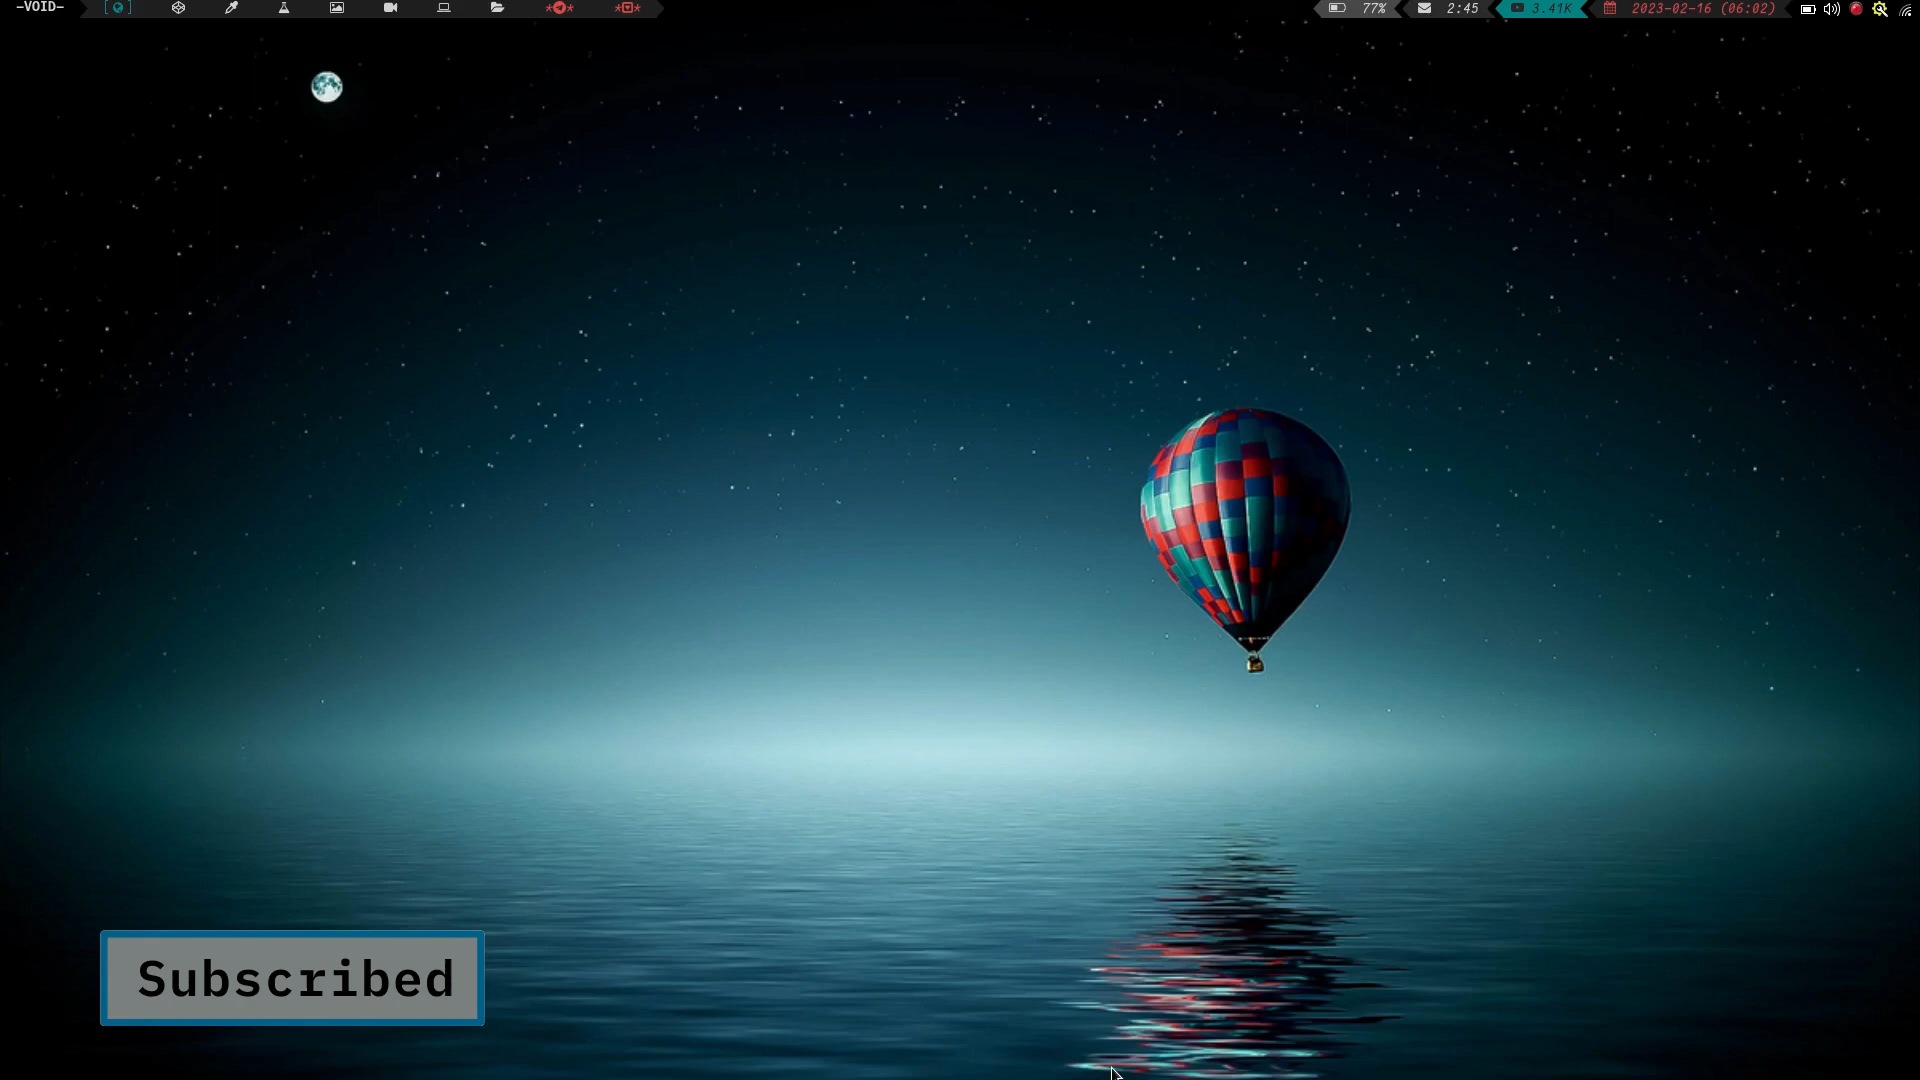 —VOID—
[ ]
* *
* *
77%
2:45
3.41K
2023-02-16 (06:02)
Subscribed